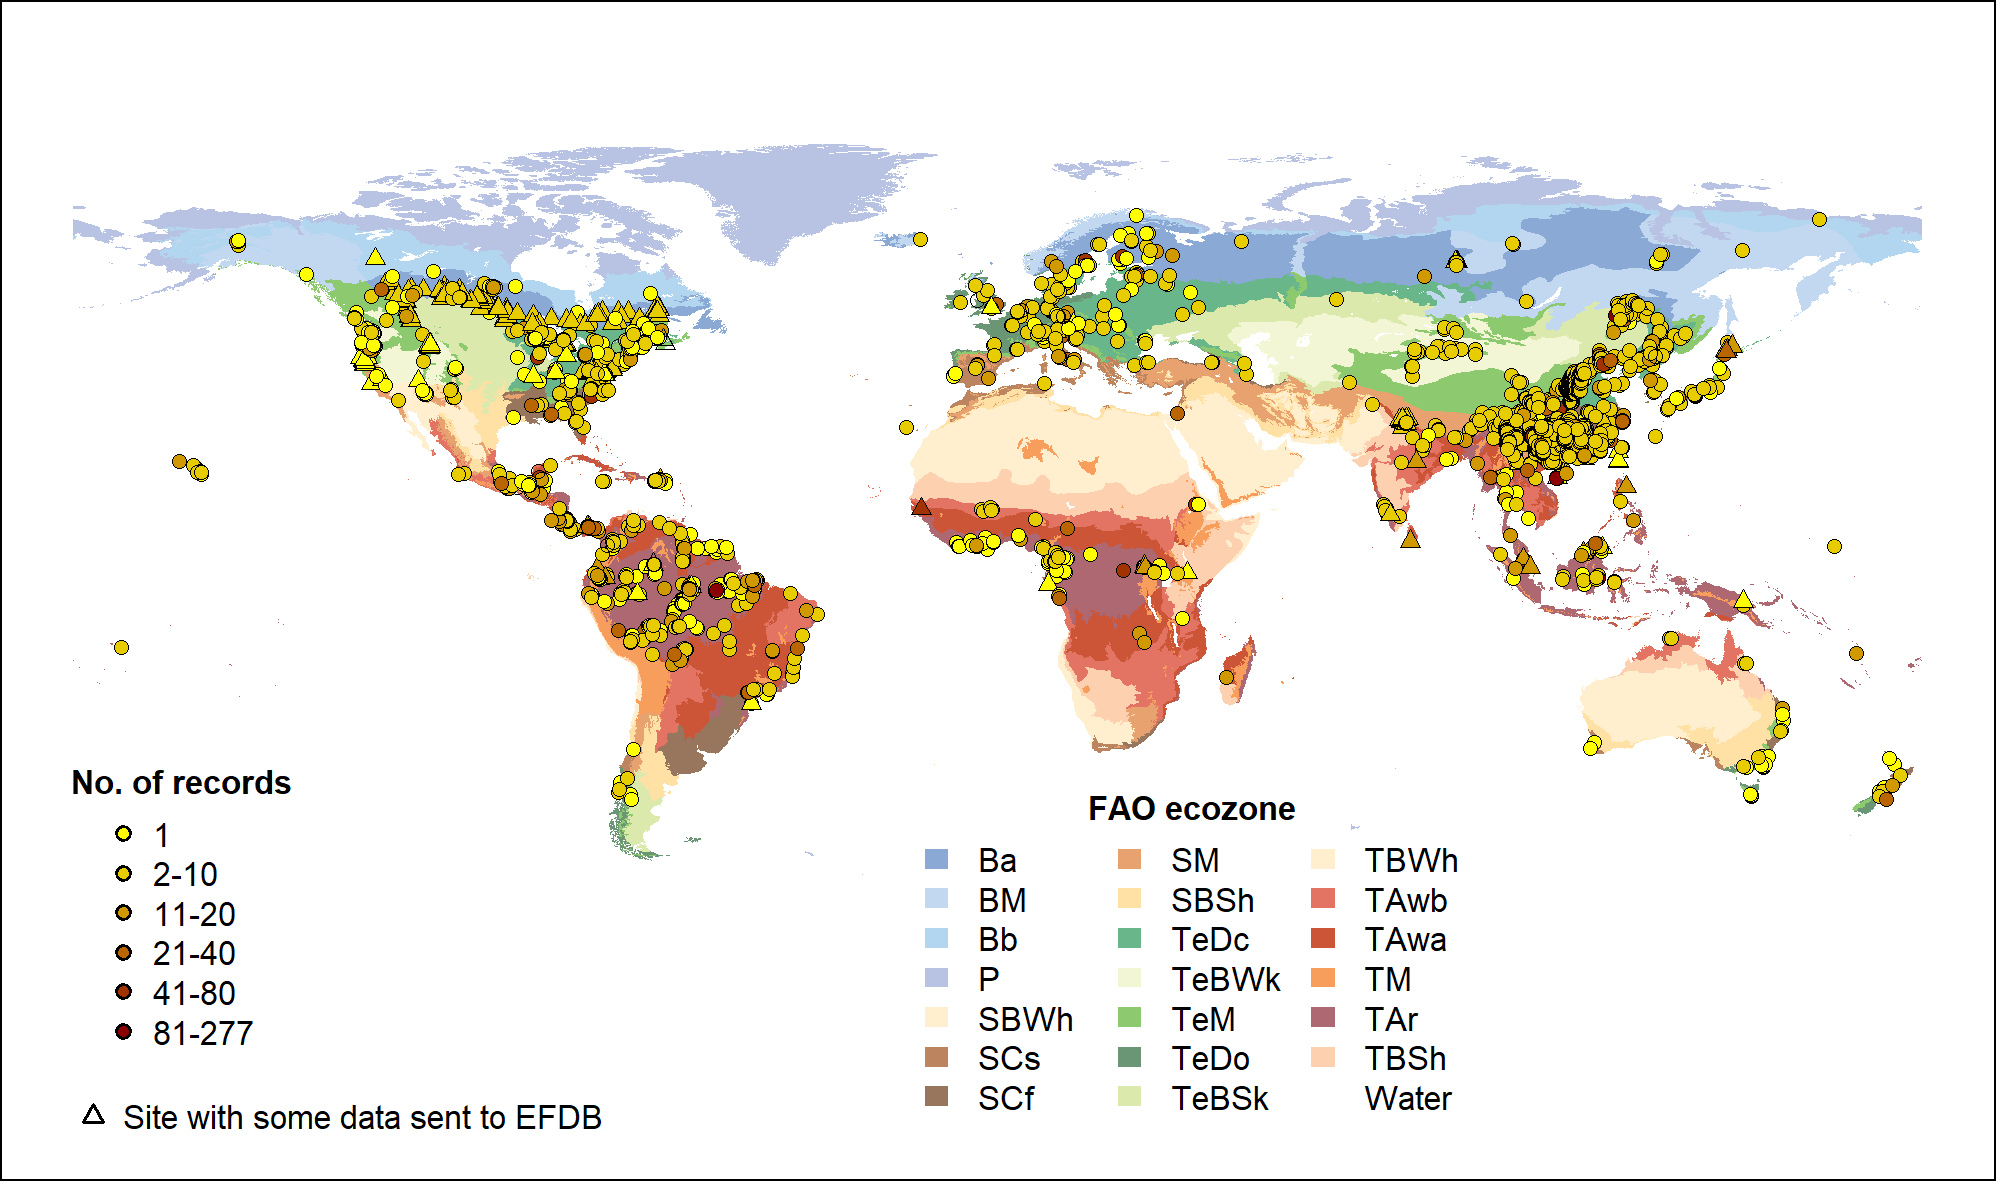 No. of records
1
2-10
11-20
21-40
41-80
81-277
Site with some data sent to EFDB
FAO ecozone
Ba
BM
Bb
P
SBWh
SCs
SCf
SM
SBSh
TeDc
TeBWk
TeM
TeDo
TeBSk
TBWh
TAwb
TAwa
TM
TAr
TBSh
Water